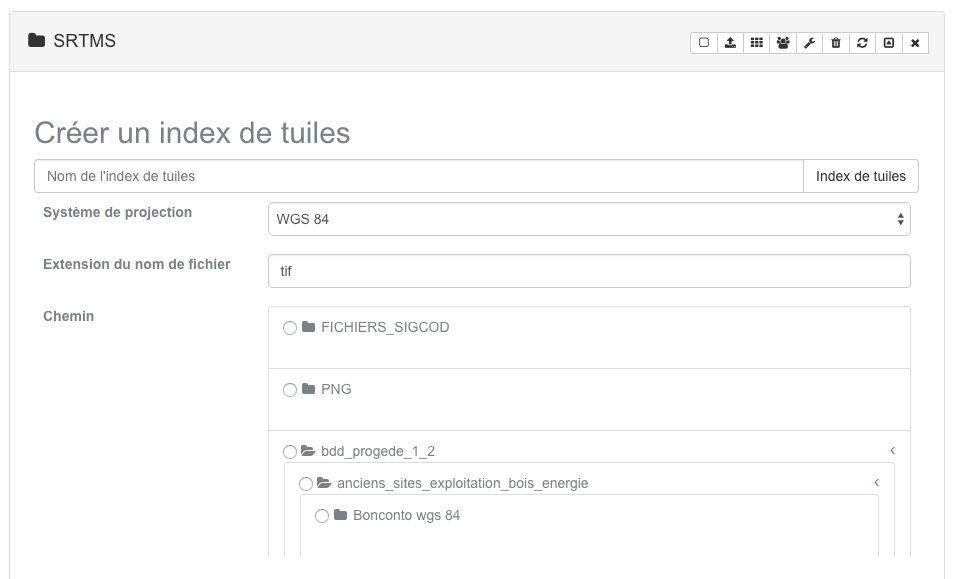 SRTMS
Créer un index de tuiles
Nom de l'index de tuiles Index de tuiles
Système de projection WGS 84
Extension du nom de fichier tif
Chemin FICHIERS_SIGCOD
PNG
bdd_progede_1_2
anciens_sites_exploitation_bois_energie
Bonconto wgs 84